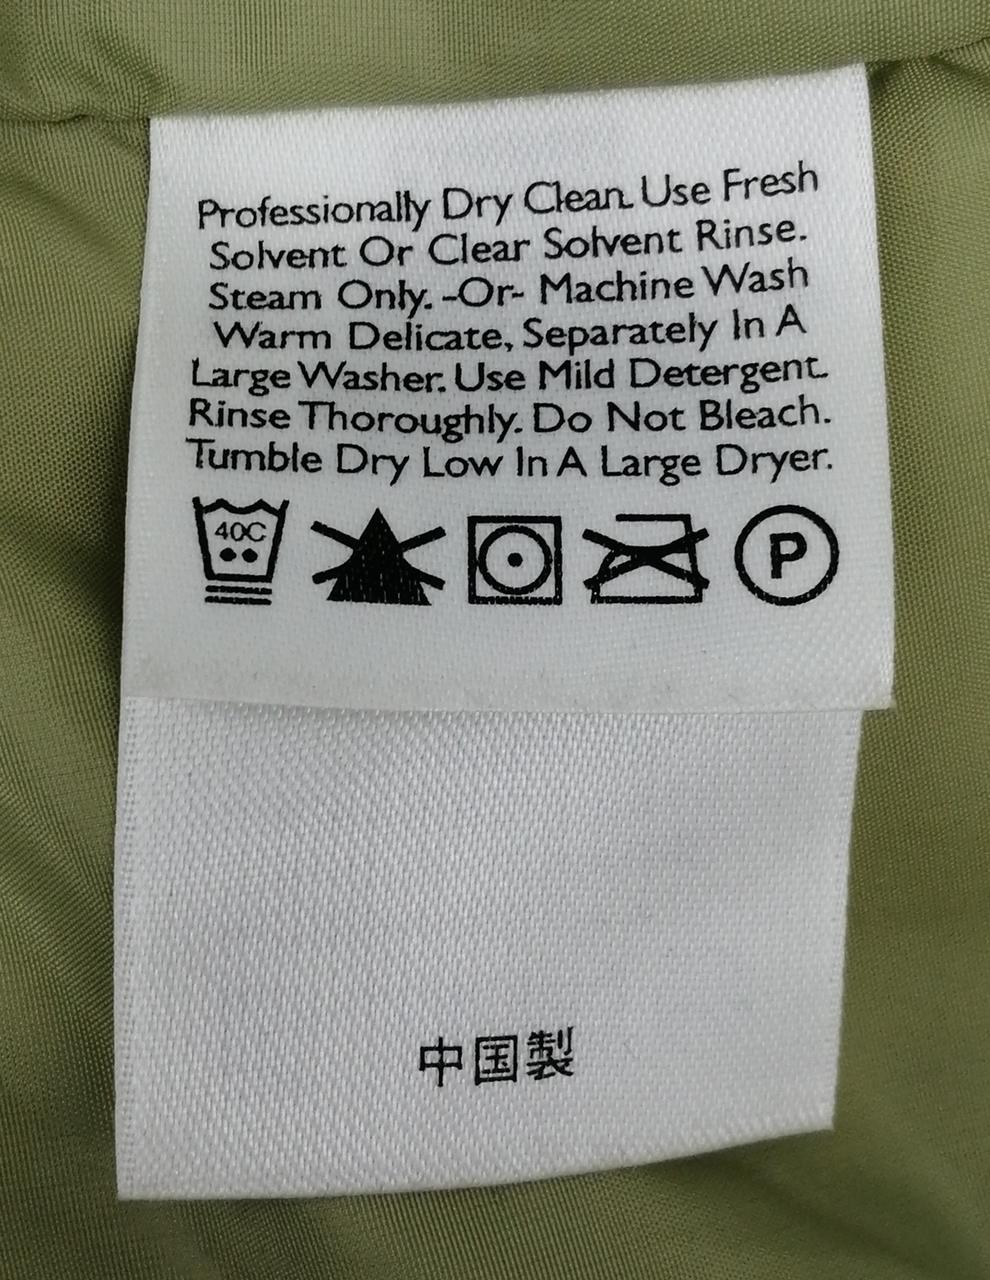 Professionally Dry Clean. Use Fresh
Solvent Or Clear Solvent Rinse.
Steam Only. -Or- Machine Wash
Warm Delicate, Separately In A
Large Washer. Use Mild Detergent.
Rinse Thoroughly. Do Not Bleach.
Tumble Dry Low In A Large Dryer.
40C
P
中国製